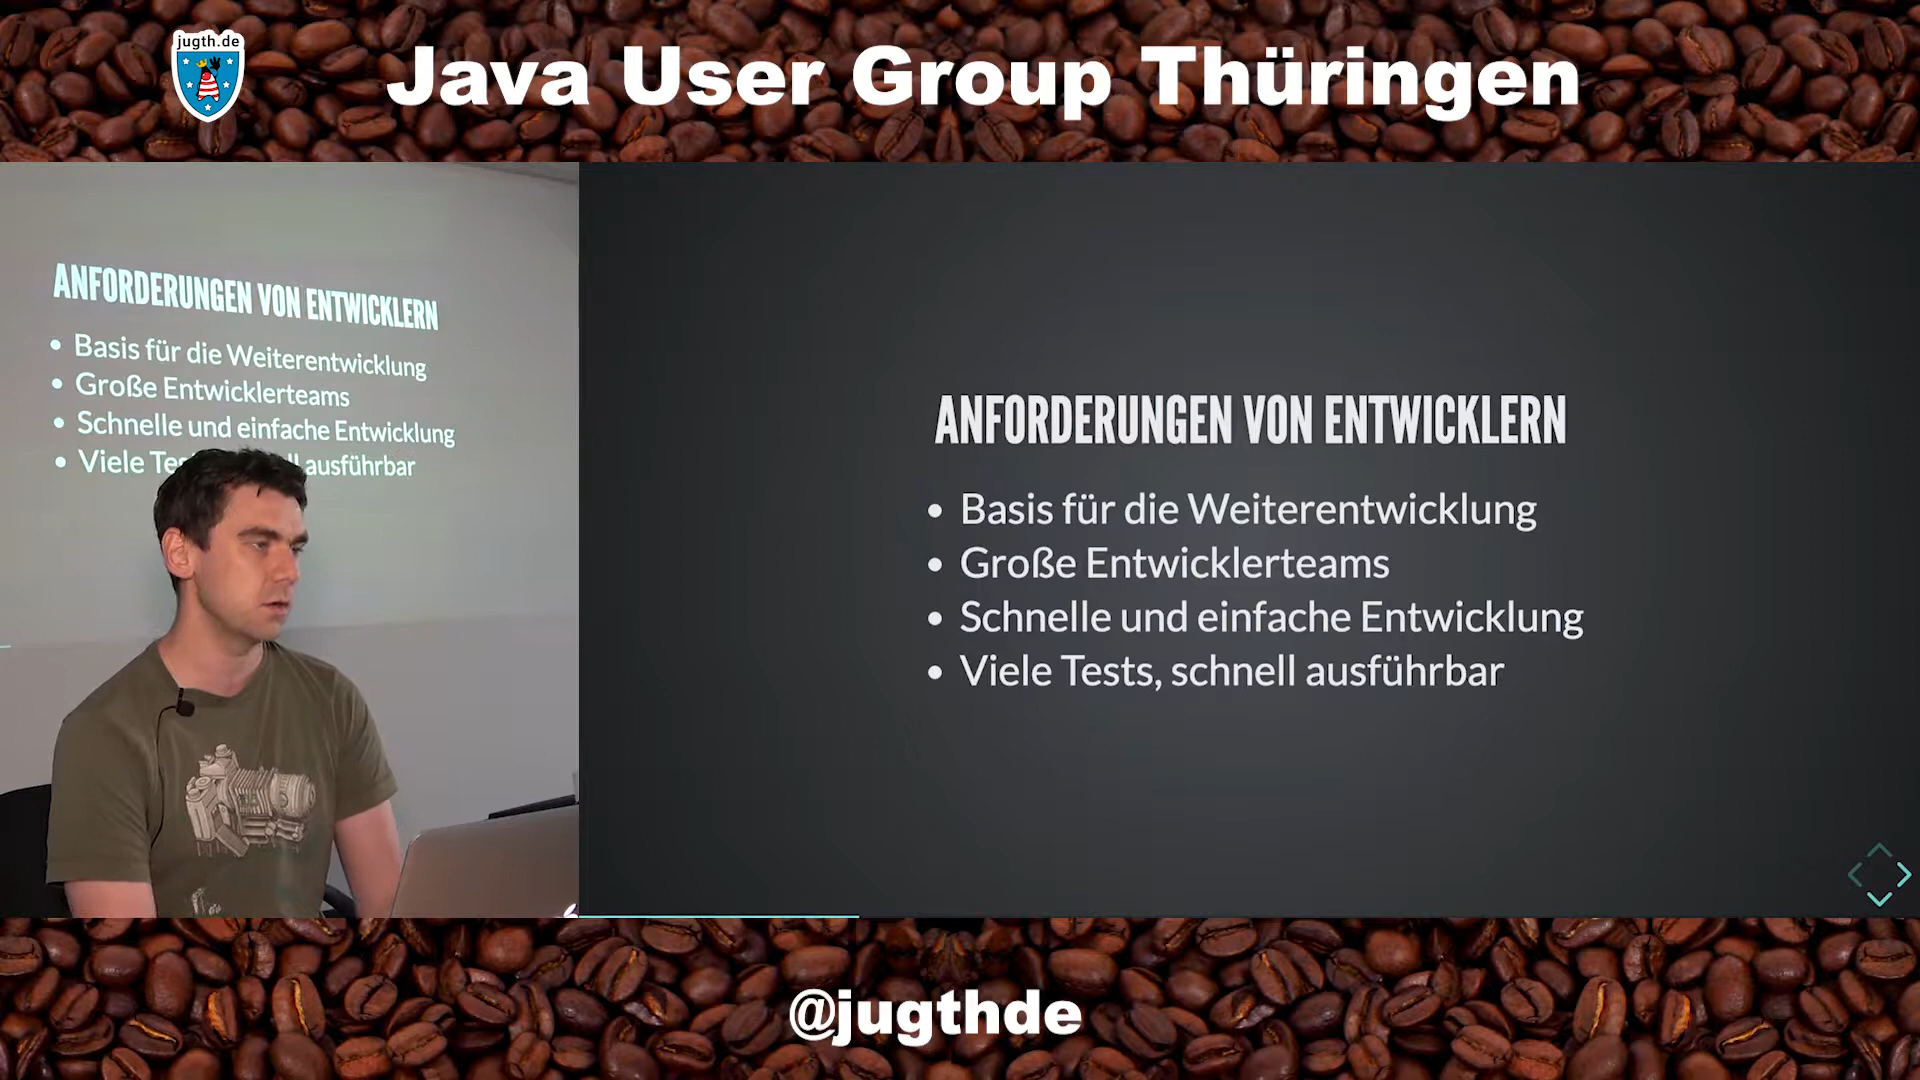 jugth.de
Java User Group Thüringen
ANFORDERUNGEN VON ENTWICKLERN
• Basis für die Weiterentwicklung
• Große Entwicklerteams
• Schnelle und einfache Entwicklung
• Viele ausführbar
ANFORDERUNGEN VON ENTWICKLERN
• Basis für die Weiterentwicklung
• Große Entwicklerteams
• Schnelle und einfache Entwicklung
• Viele Tests, schnell ausführbar
@jugthde